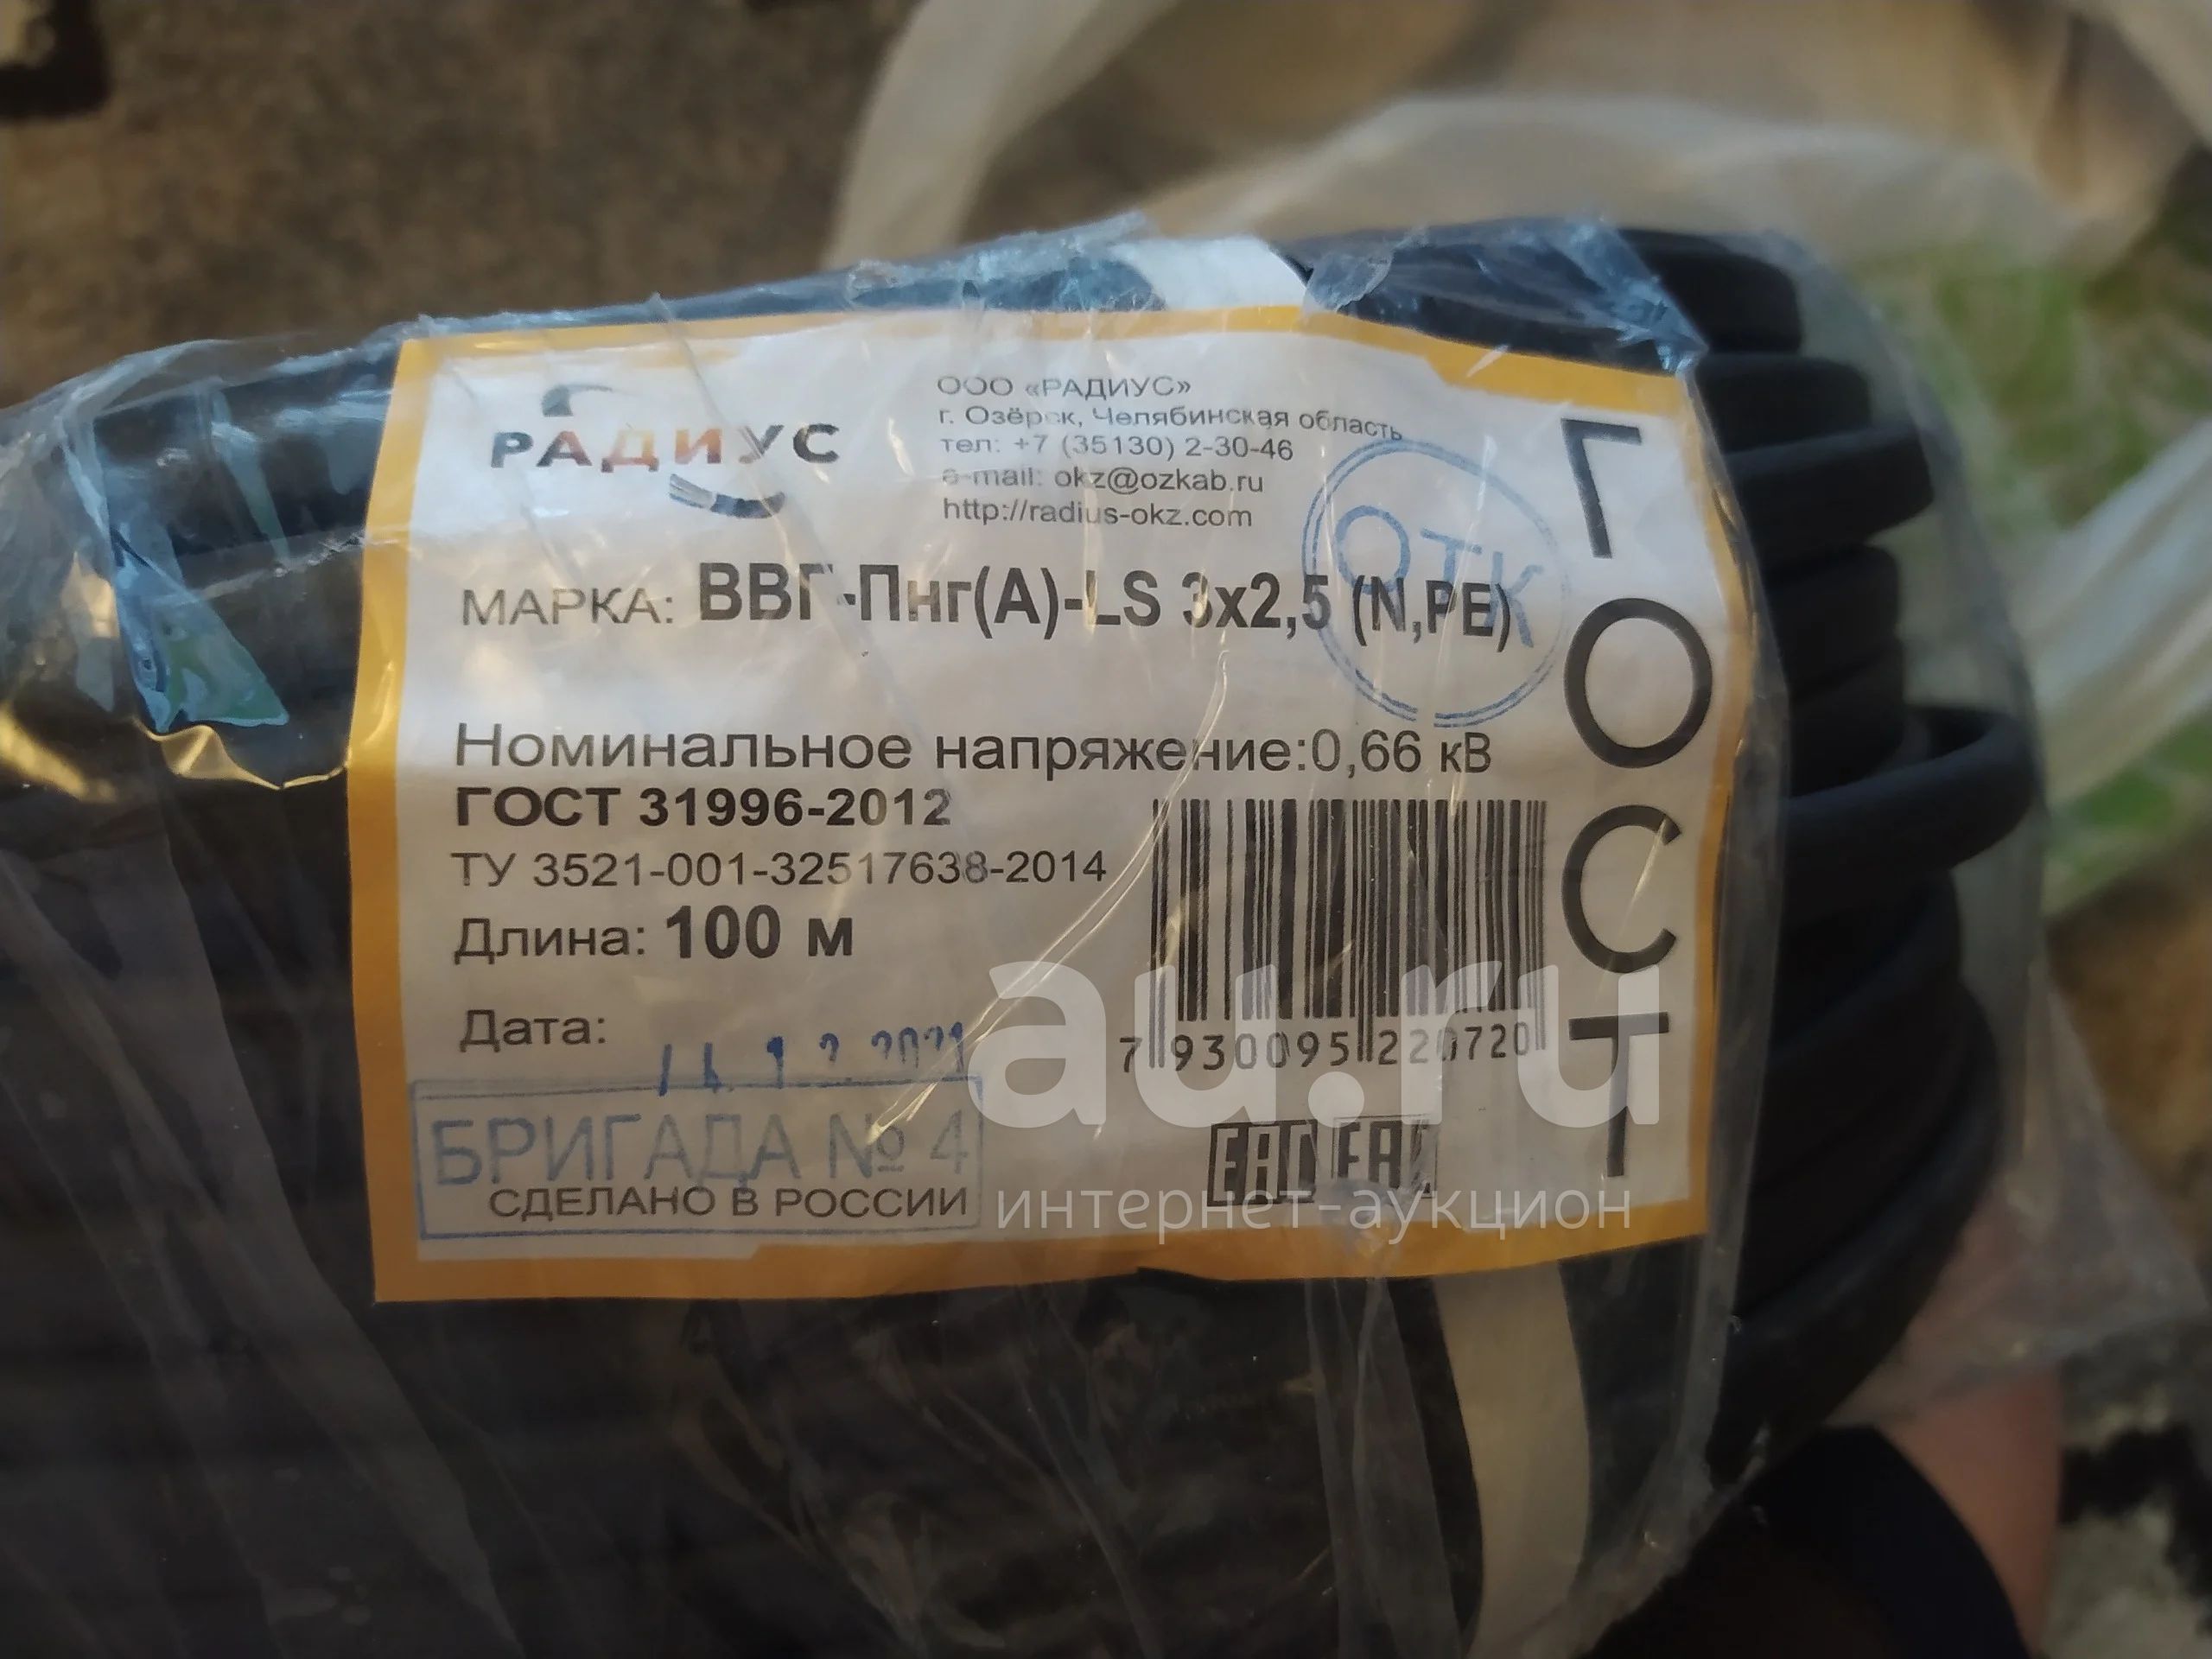 РАДИУС
ООО «РАДИУС»
г. Озёрск, Челябинская область
тел: +7 (35130) 2-30-46
e-mail: okz@ozkab.ru
http://radius-okz.com
ОТК
МАРКА: ВВГ-Пнг(А)-LS 3х2,5 (N,PE)
Номинальное напряжение:0,66 кВ
ГОСТ 31996-2012
ТУ 3521-001-32517638-2014
Длина: 100 м
Дата:
7 930095 220720
БРИГАДА № 4
СДЕЛАНО В РОССИИ
EAC EAC
ГОСТ
au.ru
интернет-аукцион